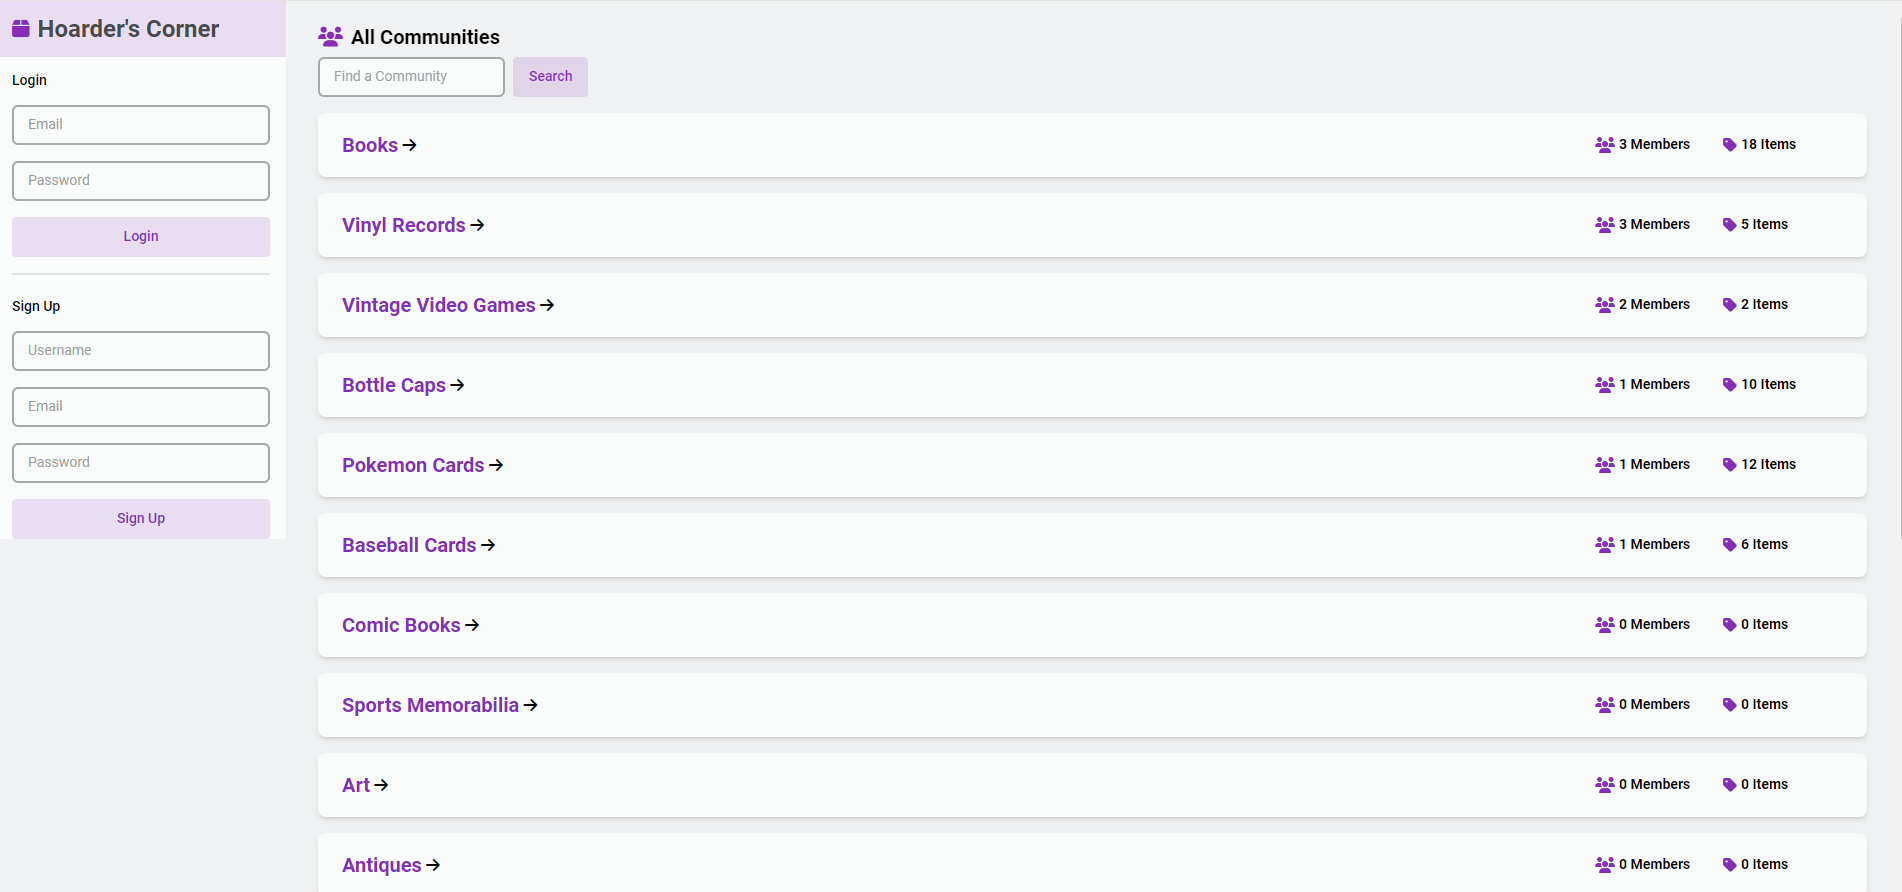 Hoarder's Corner
Login
Email
Password
Login
Sign Up
Username
Email
Password
Sign Up
All Communities
Find a Community Search
Books 3 Members 18 Items
Vinyl Records 3 Members 5 Items
Vintage Video Games 2 Members 2 Items
Bottle Caps 1 Members 10 Items
Pokemon Cards 1 Members 12 Items
Baseball Cards 1 Members 6 Items
Comic Books 0 Members 0 Items
Sports Memorabilia 0 Members 0 Items
Art 0 Members 0 Items
Antiques 0 Members 0 Items